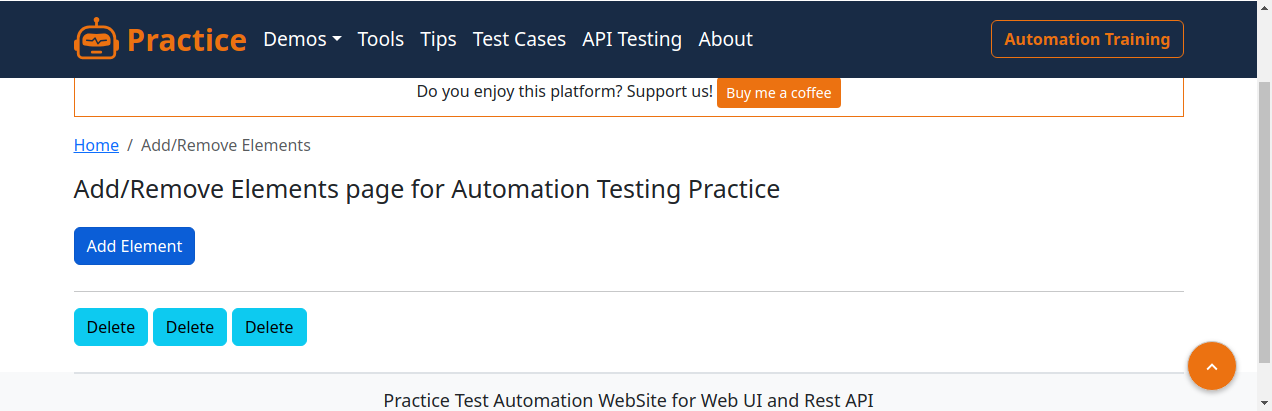 Practice Demos Tools Tips Test Cases API Testing About Automation Training
Do you enjoy this platform? Support us! Buy me a coffee
Home / Add/Remove Elements
Add/Remove Elements page for Automation Testing Practice
Add Element
Delete Delete Delete
Practice Test Automation WebSite for Web UI and Rest API